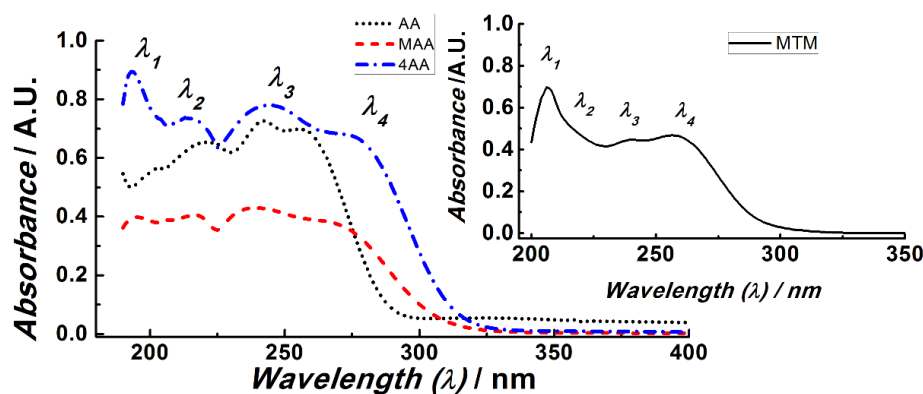 AA
MAA
4AA
λ1
λ2
λ3
λ4
1.0
0.8
0.6
0.4
0.2
0.0
Absorbance / A.U.
200
250
300
350
400
Wavelength (λ) / nm
MTM
λ1
λ2
λ3
λ4
1.0
0.8
0.6
0.4
0.2
0.0
Absorbance /A.U.
200
250
300
350
Wavelength (λ) / nm